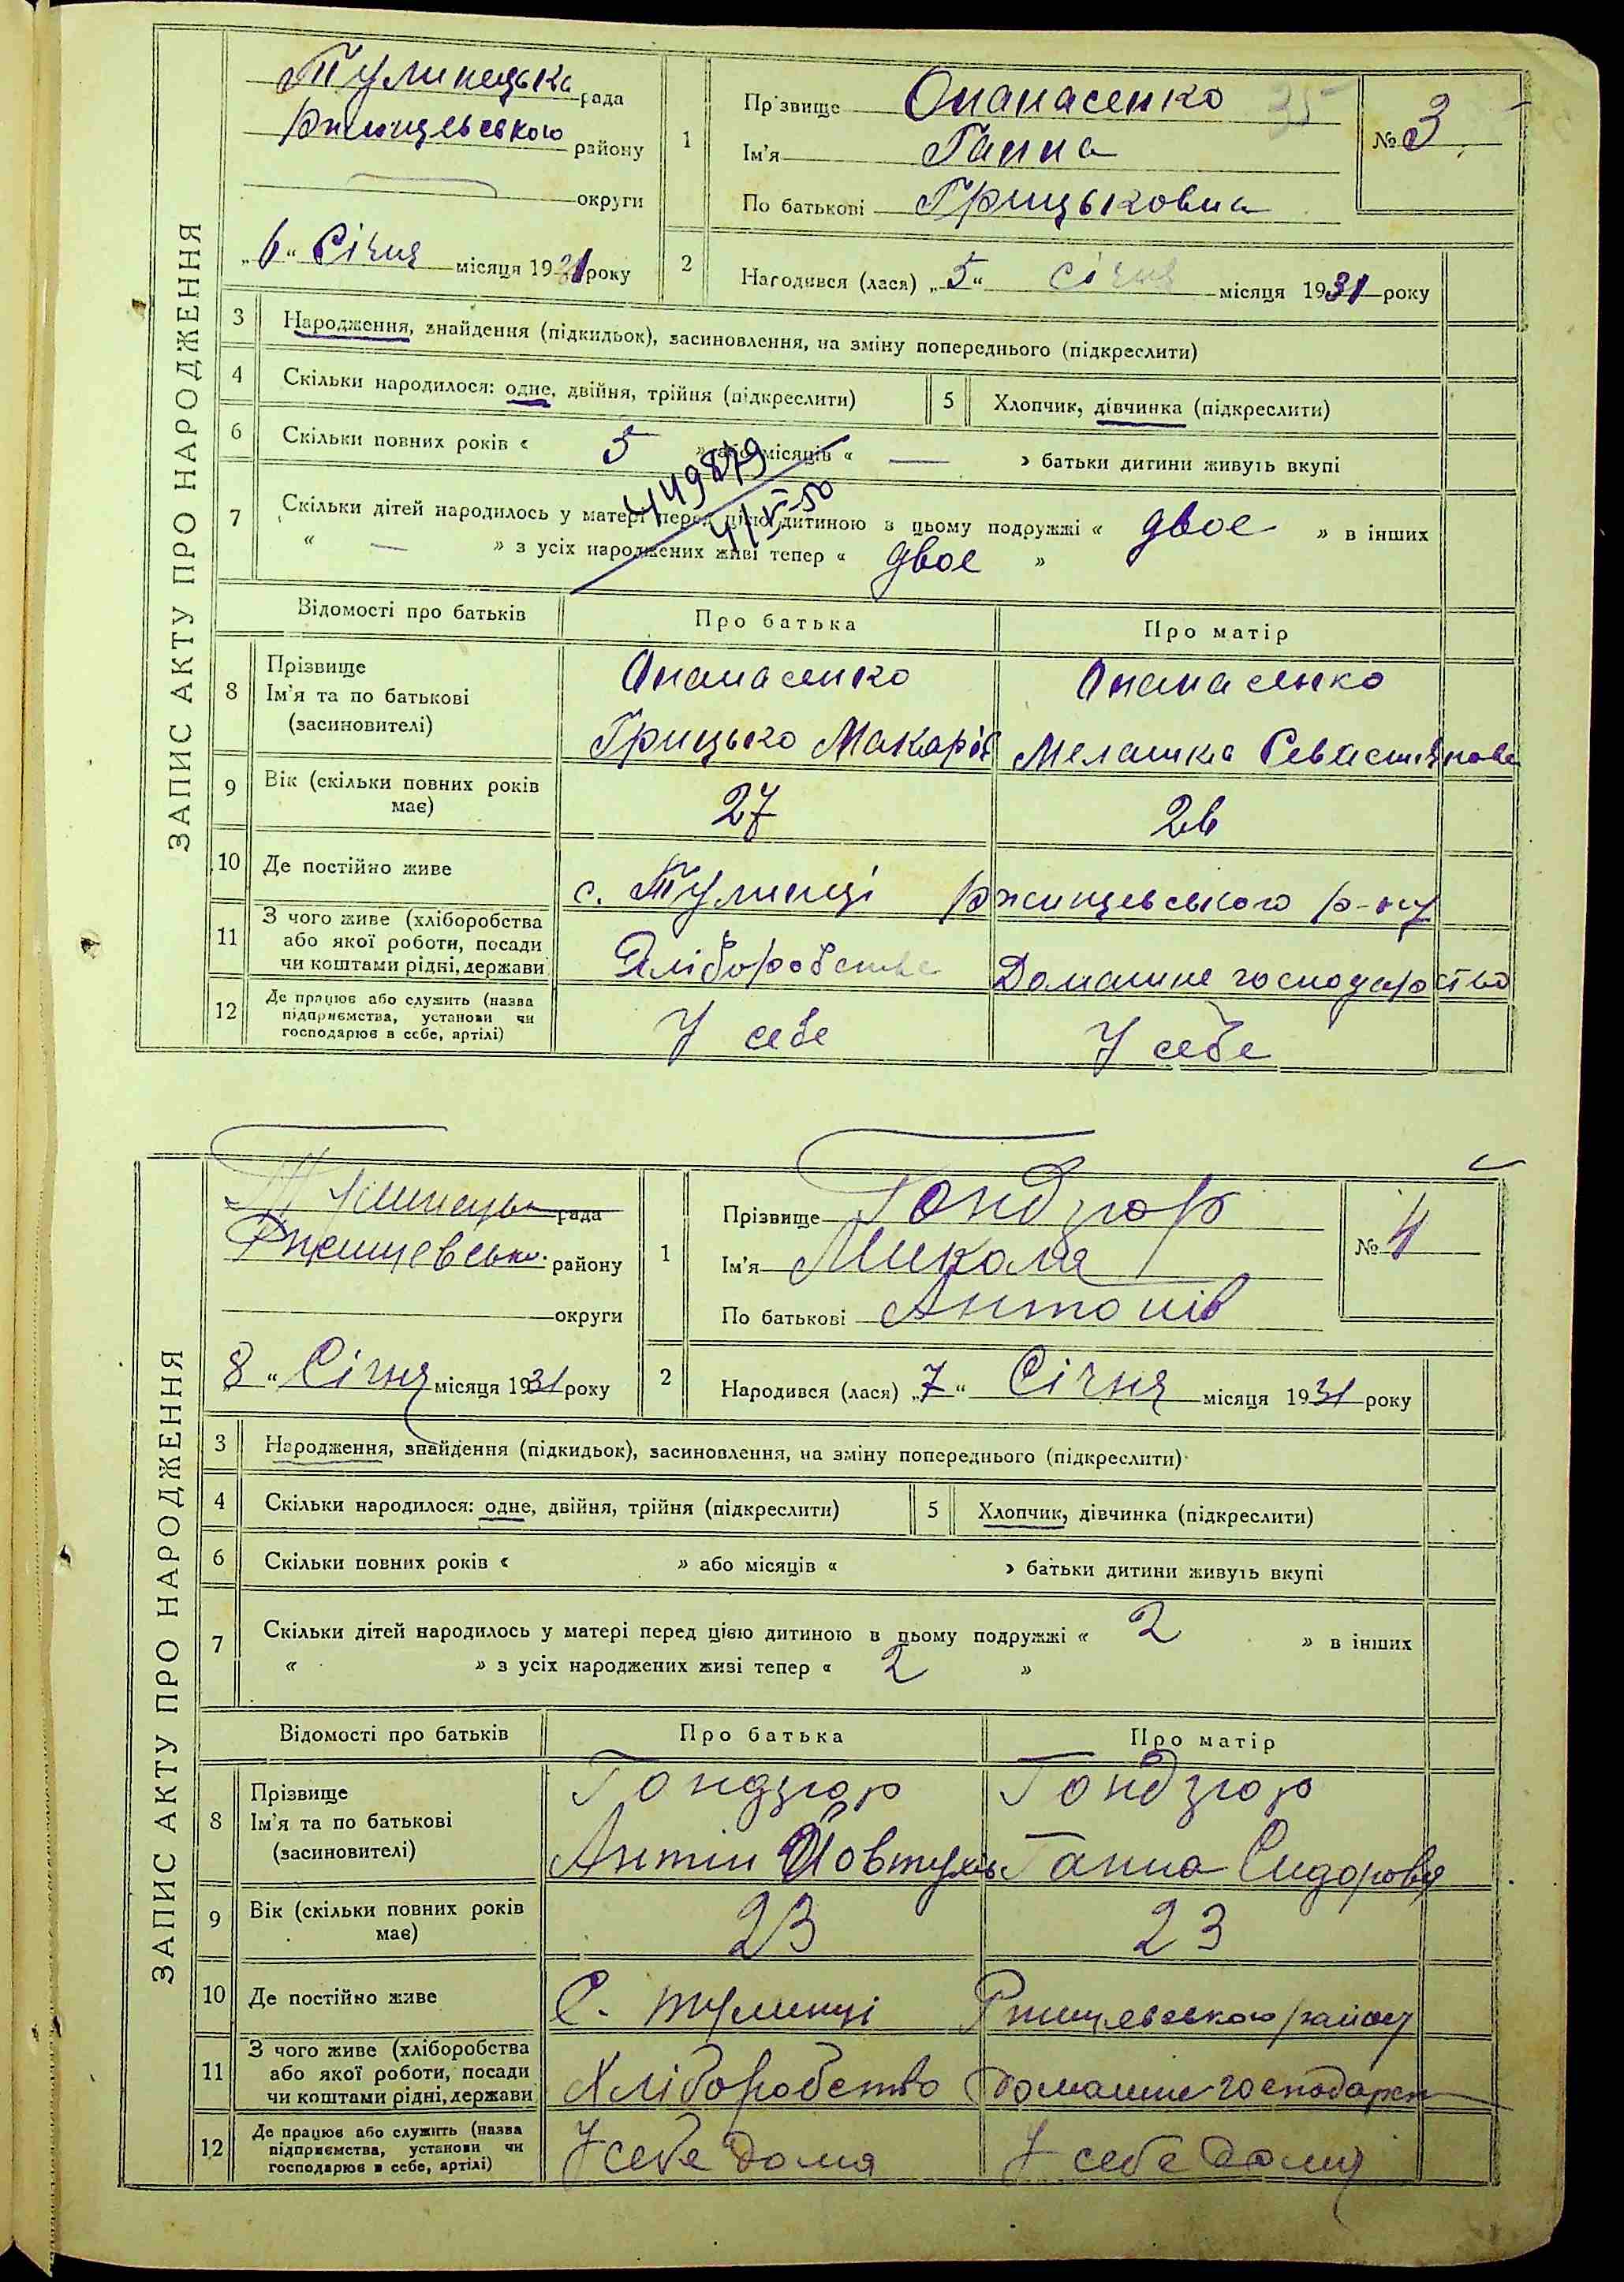 ЗАПИС АКТУ ПРО НАРОДЖЕННЯ
Тулинецька рада
Ржищевського району
округи
„6“ Січня місяця 1931 року
1
Прізвище Опанасенко 35
Ім'я Ганна
По батькові Грицьковна
№ 3
2 Народився (лася) „5“ січня місяця 1931 року
3 Народження, знайдення (підкидьок), засиновлення, на зміну попереднього (підкреслити)
4 Скільки народилося: одне, двійня, трійня (підкреслити)
5 Хлопчик, дівчинка (підкреслити)
6 Скільки повних років « 5 » або місяців « — » батьки дитини живуть вкупі
449879
4/V-50
7 Скільки дітей народилось у матері перед цією дитиною в цьому подружжі « двоє » в інших
« — » з усіх народжених живі тепер « двоє »
Відомості про батьків Про батька Про матір
8 Прізвище Ім'я та по батькові (засиновителі)
Опанасенко Опанасенко
Грицько Макарів Мелашка Севастянова
9 Вік (скільки повних років має) 27 26
10 Де постійно живе с. Тулинці Ржищевського р-ну
11 З чого живе (хліборобства або якої роботи, посади чи коштами рідні, держави Хліборобство Домашне господарство
12 Де працює або служить (назва підприємства, установи чи господарює в себе, артілі) У себе У себе
ЗАПИС АКТУ ПРО НАРОДЖЕННЯ
рада
району
округи
8 “ Січня місяця 1931 року
1
Прізвище Гондзюр
Ім'я Микола
По батькові Антонів
№ 4
2 Народився (лася) „7“ Січня місяця 1931 року
3 Народження, знайдення (підкидьок), засиновлення, на зміну попереднього (підкреслити)
4 Скільки народилося: одне, двійня, трійня (підкреслити)
5 Хлопчик, дівчинка (підкреслити)
6 Скільки повних років « » або місяців « » батьки дитини живуть вкупі
7 Скільки дітей народилось у матері перед цією дитиною в цьому подружжі « 2 » в інших
« » з усіх народжених живі тепер « 2 »
Відомості про батьків Про батька Про матір
8 Прізвище Ім'я та по батькові (засиновителі)
Гондзюр Гондзюр
Антін Йовтухів Ганна Сидорова
9 Вік (скільки повних років має) 23 23
10 Де постійно живе С. тулинці Ржищевського району
11 З чого живе (хліборобства або якої роботи, посади чи коштами рідні, держави Хліборобство домашне господарст
12 Де працює або служить (назва підприємства, установи чи господарює в себе, артілі) У себе дома У себе дома